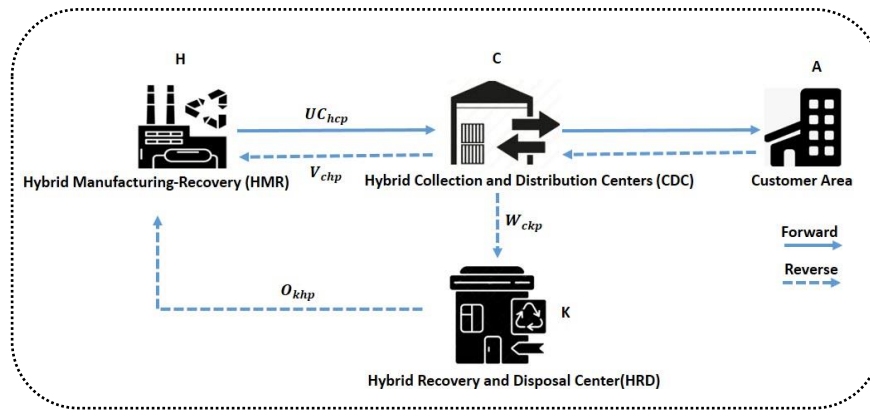 H
C
A
UC_hcp
V_chp
Hybrid Manufacturing-Recovery (HMR)
Hybrid Collection and Distribution Centers (CDC)
Customer Area
W_ckp
Forward
Reverse
O_khp
K
Hybrid Recovery and Disposal Center(HRD)